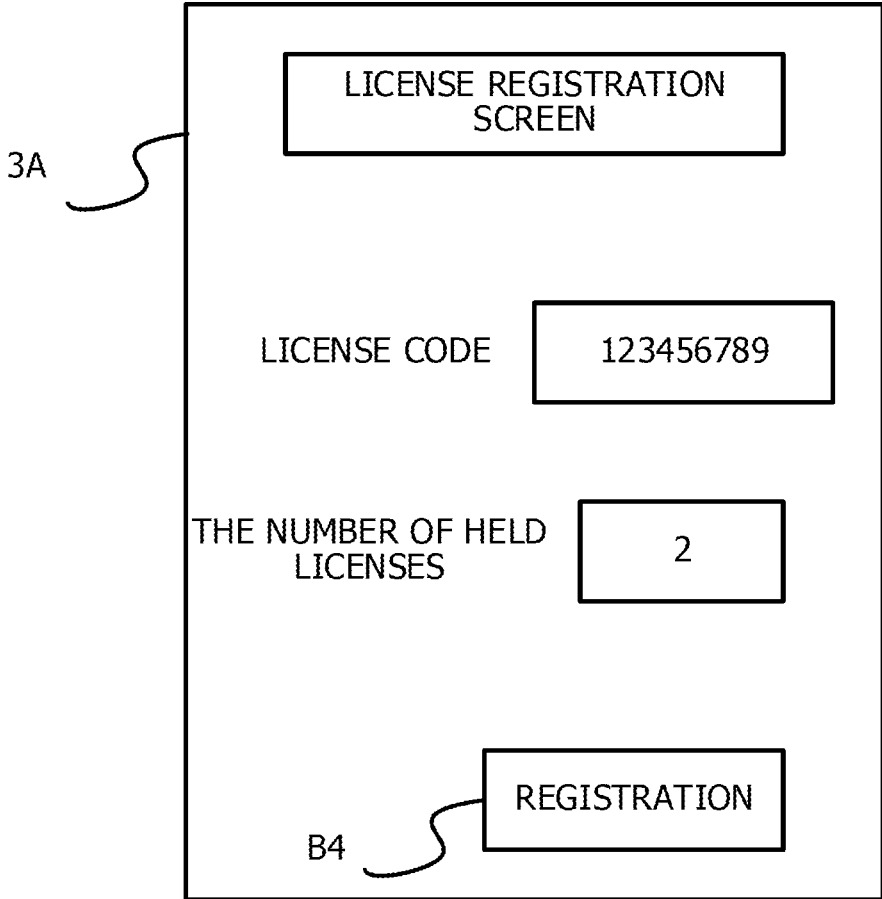 LICENSE REGISTRATION
SCREEN
3A
LICENSE CODE 123456789
THE NUMBER OF HELD
LICENSES
2
REGISTRATION
B4